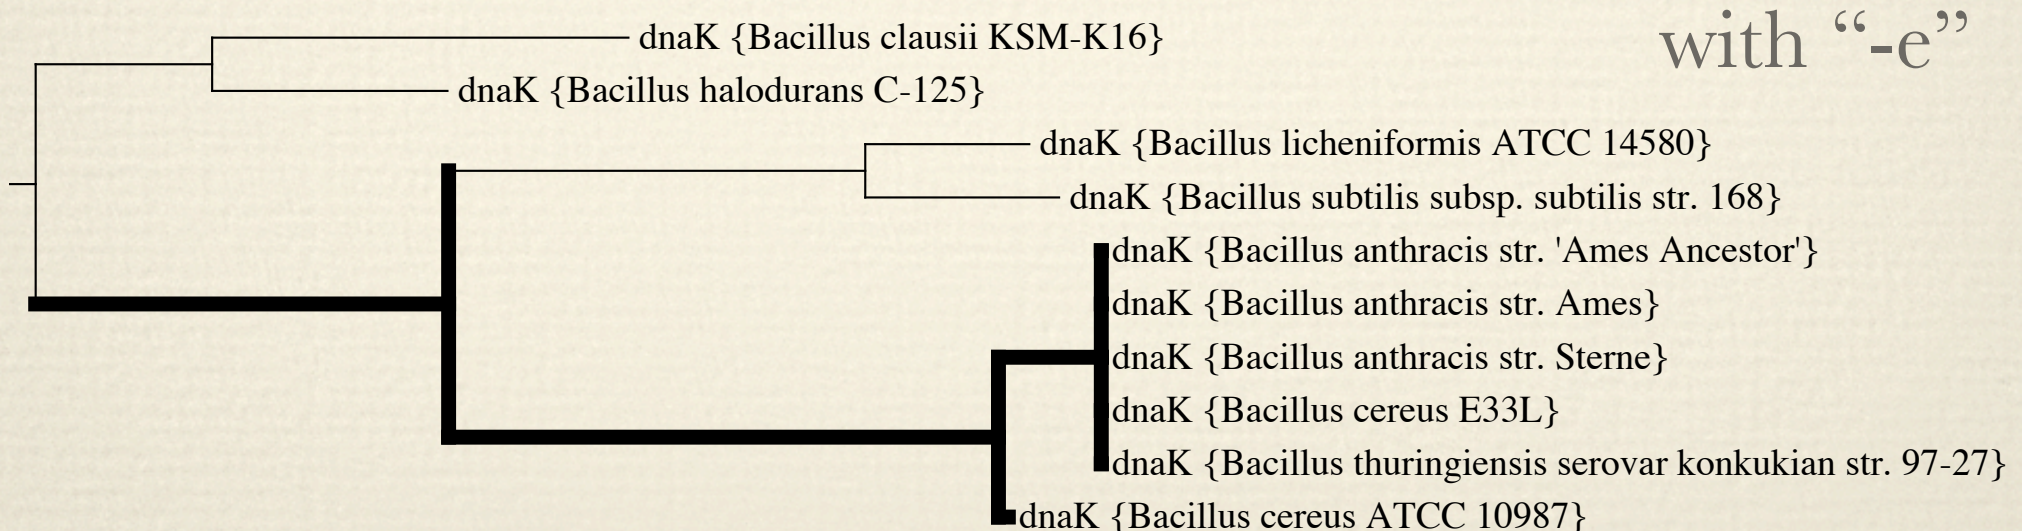 with “-e”
dnaK {Bacillus clausii KSM-K16}
dnaK {Bacillus halodurans C-125}
dnaK {Bacillus licheniformis ATCC 14580}
dnaK {Bacillus subtilis subsp. subtilis str. 168}
dnaK {Bacillus anthracis str. 'Ames Ancestor'}
dnaK {Bacillus anthracis str. Ames}
dnaK {Bacillus anthracis str. Sterne}
dnaK {Bacillus cereus E33L}
dnaK {Bacillus thuringiensis serovar konkukian str. 97-27}
dnaK {Bacillus cereus ATCC 10987}